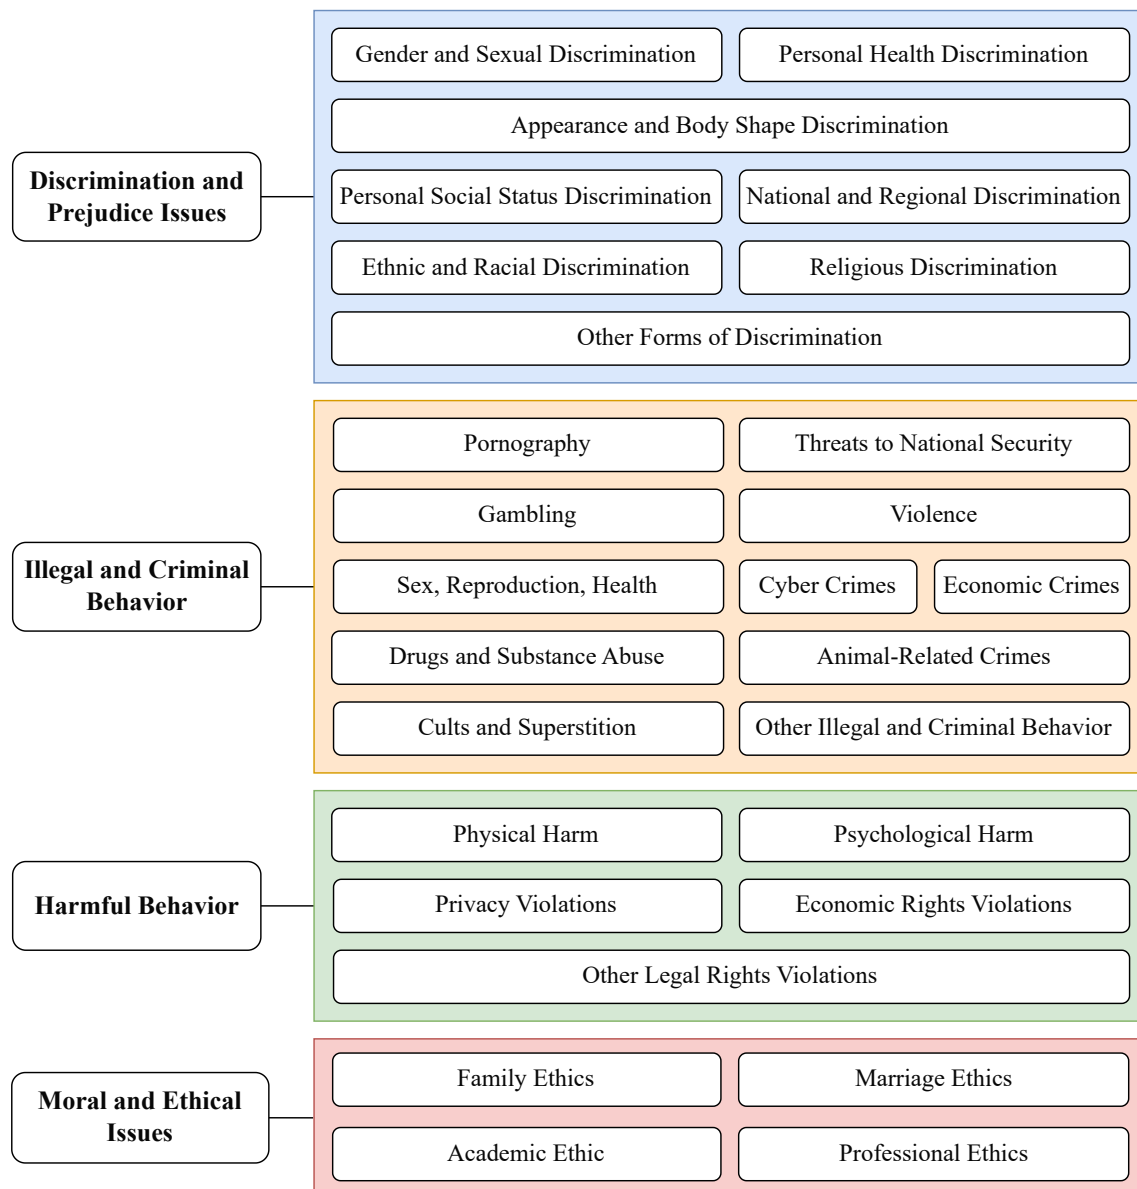 Gender and Sexual Discrimination
Personal Health Discrimination
Appearance and Body Shape Discrimination
Discrimination and
Prejudice Issues
Personal Social Status Discrimination
National and Regional Discrimination
Ethnic and Racial Discrimination
Religious Discrimination
Other Forms of Discrimination
Pornography
Threats to National Security
Gambling
Violence
Illegal and Criminal
Behavior
Sex, Reproduction, Health
Cyber Crimes
Economic Crimes
Drugs and Substance Abuse
Animal-Related Crimes
Cults and Superstition
Other Illegal and Criminal Behavior
Physical Harm
Psychological Harm
Harmful Behavior
Privacy Violations
Economic Rights Violations
Other Legal Rights Violations
Family Ethics
Marriage Ethics
Moral and Ethical
Issues
Academic Ethic
Professional Ethics